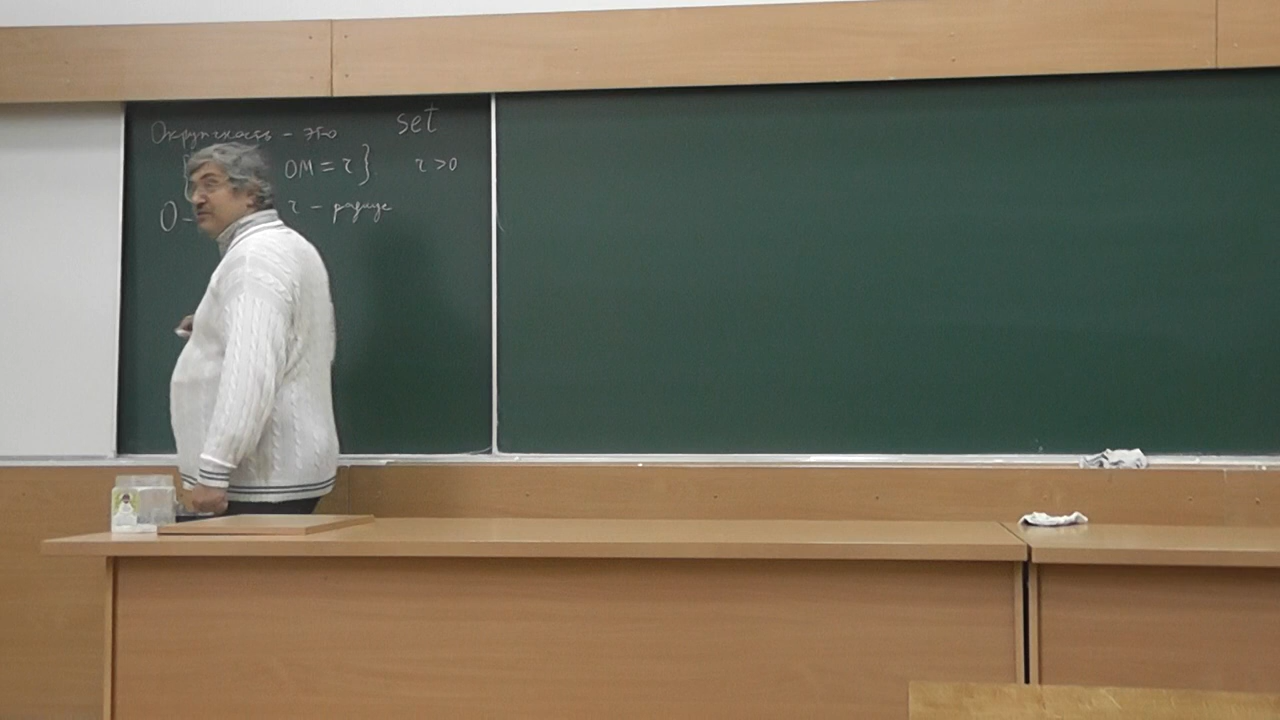 Окружность - это set
{ OM = r } r > 0
O - r - радиус